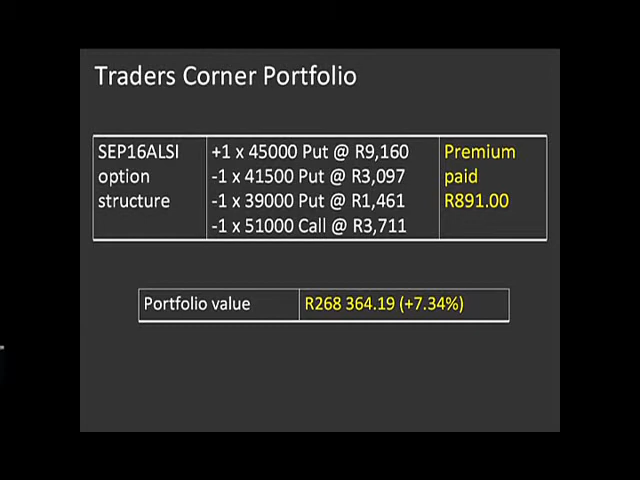 Traders Corner Portfolio
SEP16ALSI
option
structure
+1 x 45000 Put @ R9,160
-1 x 41500 Put @ R3,097
-1 x 39000 Put @ R1,461
-1 x 51000 Call @ R3,711
Premium
paid
R891.00
Portfolio value
R268 364.19 (+7.34%)